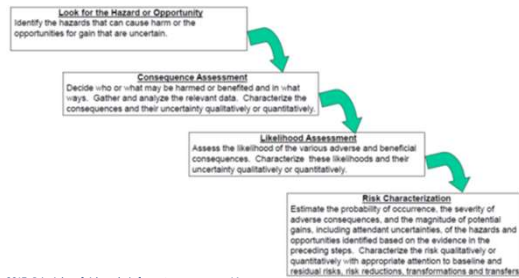 Look for the Hazard or Opportunity
Identify the hazards that can cause harm or the
opportunities for gain that are uncertain.
Consequence Assessment
Decide who or what may be harmed or benefited and in what
ways. Gather and analyze the relevant data. Characterize the
consequences and their uncertainty qualitatively or quantitatively.
Likelihood Assessment
Assess the likelihood of the various adverse and beneficial
consequences. Characterize these likelihoods and their
uncertainty qualitatively or quantitatively.
Risk Characterization
Estimate the probability of occurrence, the severity of
adverse consequences, and the magnitude of potential
gains, including attendant uncertainties, of the hazards and
opportunities identified based on the evidence in the
preceding steps. Characterize the risk qualitatively or
quantitatively with appropriate attention to baseline and
residual risks, risk reductions, transformations and transfers